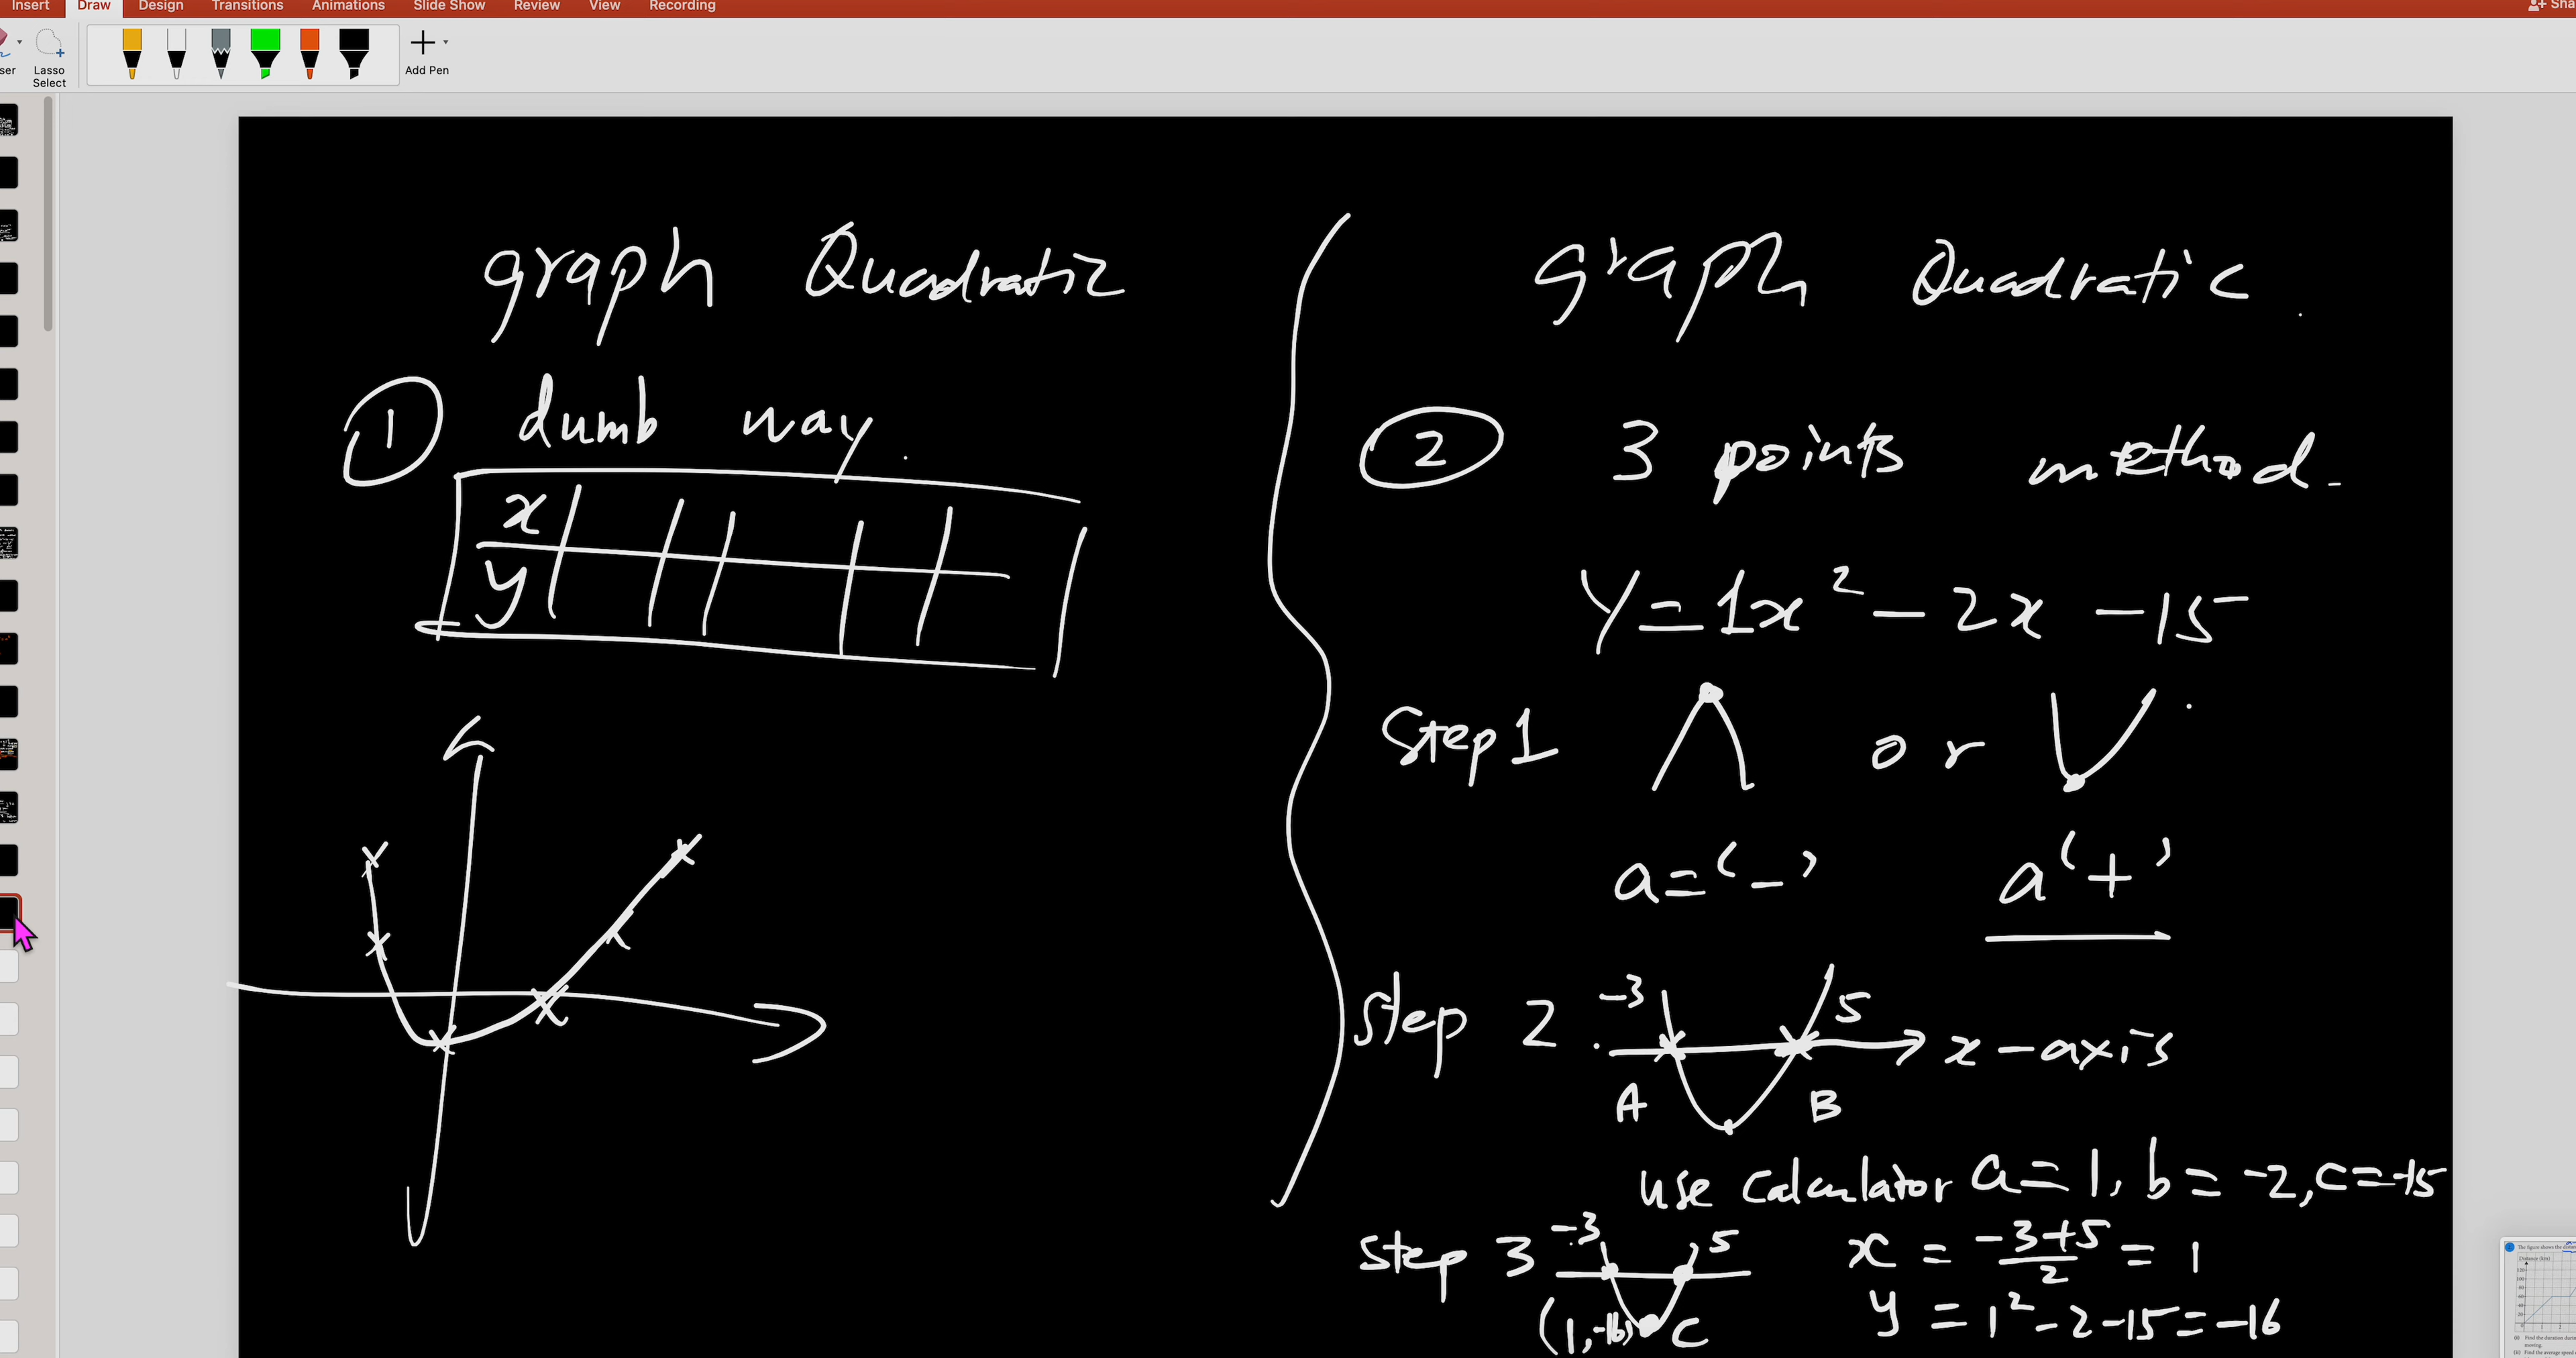 Insert Draw Design Transitions Animations Slide Show Review View Recording
Lasso Select
Add Pen
graph Quadratic
① dumb way.
x
y
graph Quadratic.
② 3 points method.
y=1x²-2x-15
Step 1 or
a=(-) a(+)
Step 2 -3 5 x-axis
A B
use calculator a=1, b=-2, c=-15
Step 3 -3 5 x = -3+5/2 = 1
(1,-16) C y = 1²-2-15=-16